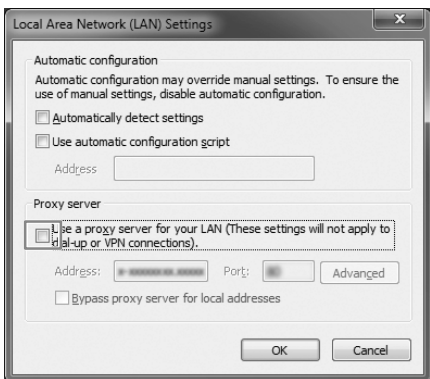 Local Area Network (LAN) Settings
Automatic configuration
Automatic configuration may override manual settings. To ensure the
use of manual settings, disable automatic configuration.
Automatically detect settings
Use automatic configuration script
Address
Proxy server
Use a proxy server for your LAN (These settings will not apply to
dial-up or VPN connections).
Address: Port: Advanced
Bypass proxy server for local addresses
OK Cancel